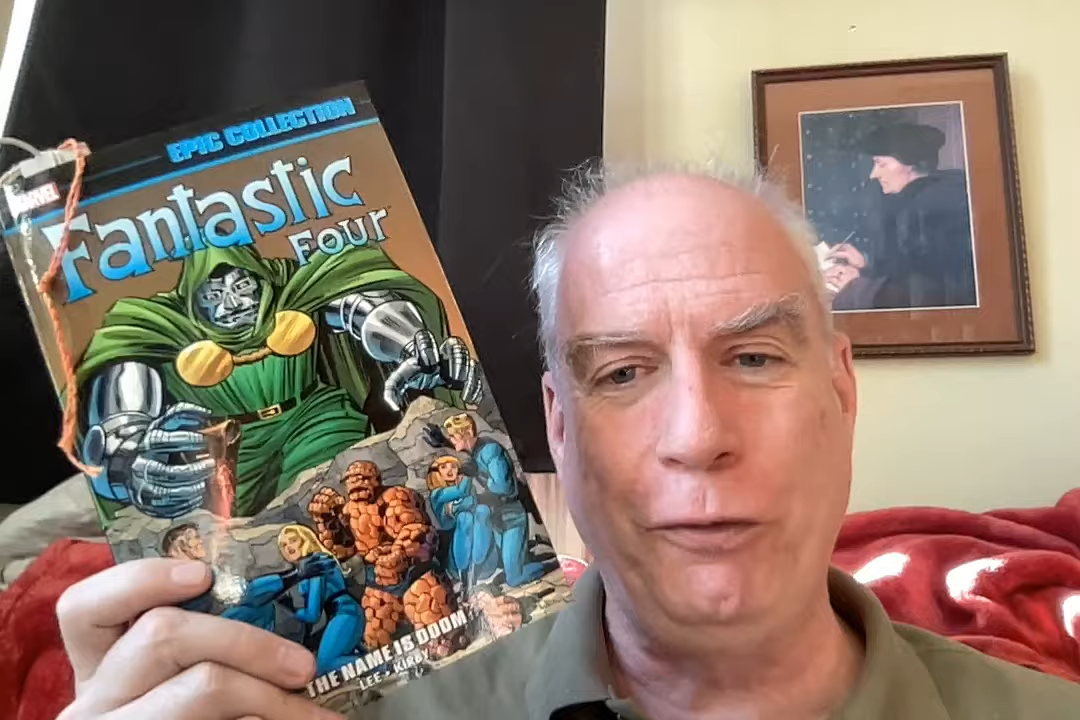 EPIC COLLECTION
MARVEL
FANTASTIC
FOUR
THE NAME IS DOOM
LEE • KIRBY